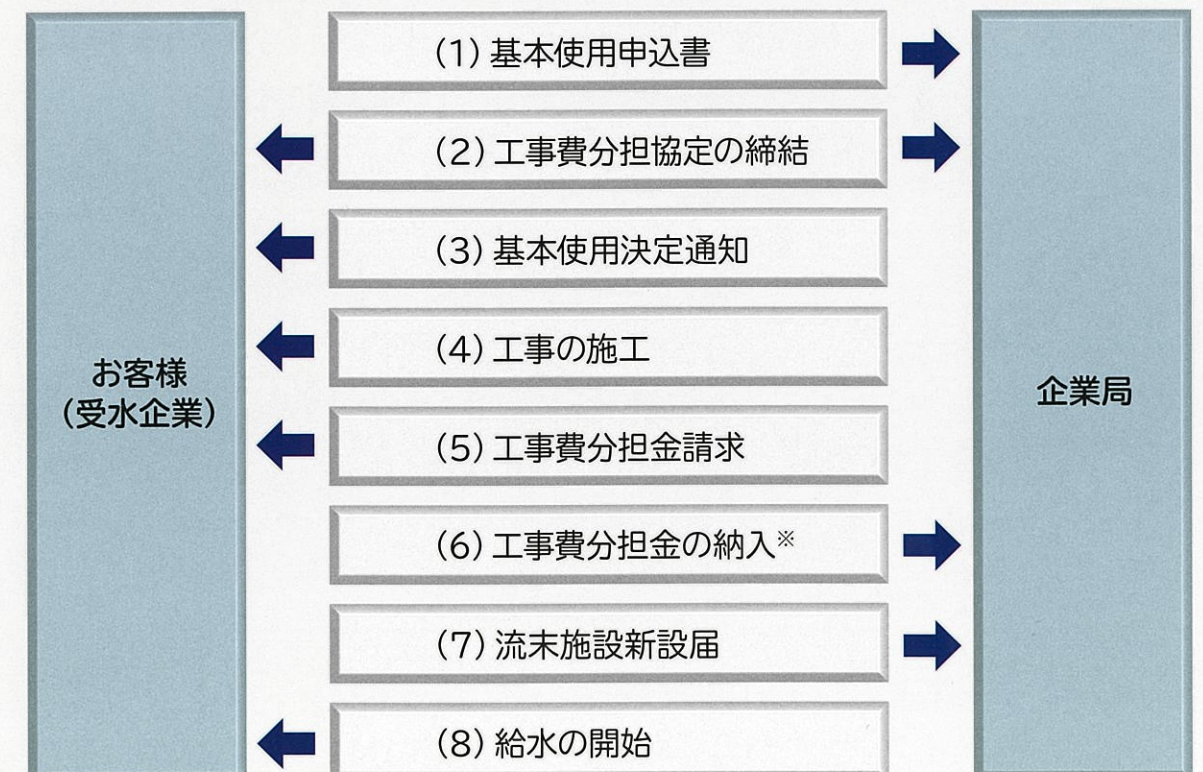 (1) 基本使用申込書
(2) 工事費分担協定の締結
(3) 基本使用決定通知
(4) 工事の施工
お客様
(受水企業)
企業局
(5) 工事費分担金請求
(6) 工事費分担金の納入※
(7) 流末施設新設届
(8) 給水の開始